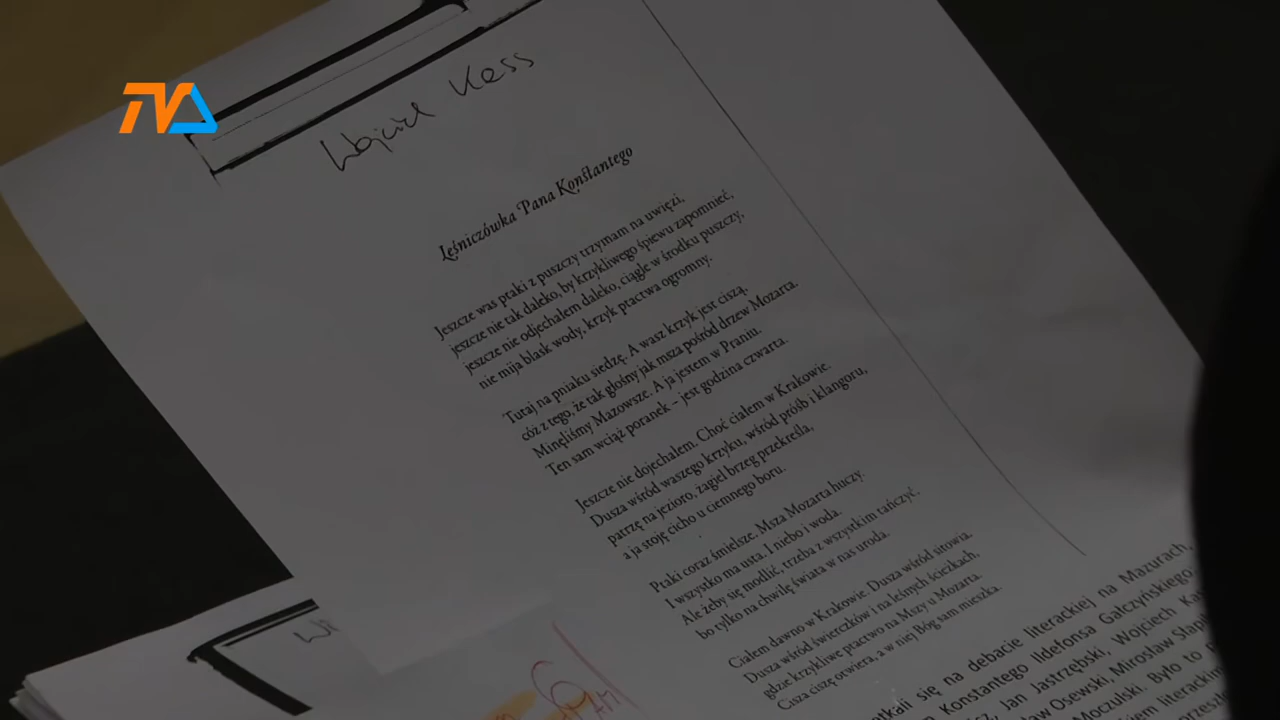 TVA
Wojciech Kass
Leśniczówka Pana Konstantego
Jeszcze was ptaki z puszczy trzymam na uwięzi,
jeszcze nie tak daleko, by krzykliwego śpiewu zapomnieć,
jeszcze nie odjechałem daleko, ciągle w środku puszczy,
nie mija blask wody, krzyk ptactwa ogromny.
Tutaj na pniaku siedzę. A wasz krzyk jest ciszą,
cóż z tego, że tak głośny jak msza pośród drzew Mozarta.
Minęliśmy Mazowsze. A ja jestem w Praniu.
Ten sam wciąż poranek – jest godzina czwarta.
Jeszcze nie dojechałem. Choć ciałem w Krakowie.
Dusza wśród waszego krzyku, wśród próśb i klangoru,
patrzę na jezioro, żagiel brzeg przekreśla,
a ja stoję cicho u ciemnego boru.
Ptaki coraz śmielsze. Msza Mozarta huczy.
I wszystko ma usta. I niebo i woda.
Ale żeby się modlić, trzeba z wszystkim tańczyć,
bo tylko na chwilę świata w nas uroda.
Ciałem dawno w Krakowie. Dusza wśród sitowia.
Dusza wśród świerczków i na leśnych ścieżkach,
gdzie krzykliwe ptactwo na Mszy u Mozarta.
Ciszą ciszę otwiera, a w niej Bóg sam mieszka.
się na debacie literackiej na Mazurach,
Konstantego Ildefonsa Gałczyńskiego
Jan Jastrzębski, Wojciech
Osewski, Mirosław
Moczulski. Było to
literackim